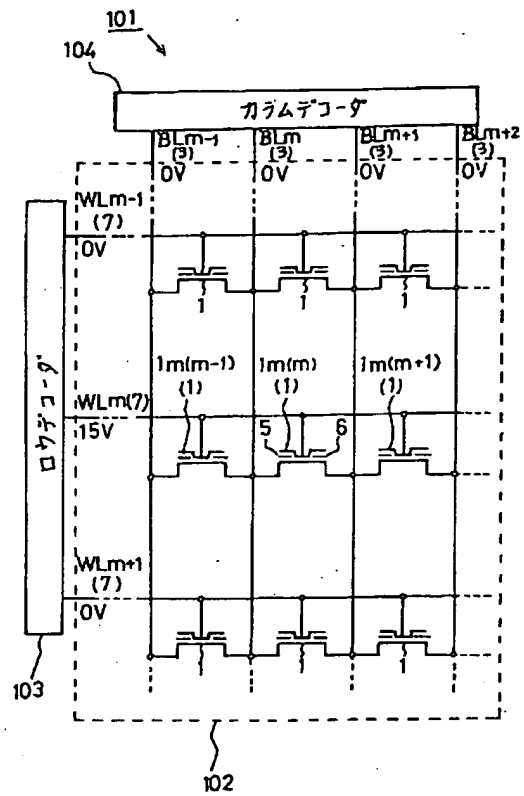 101
104
カラムデコーダ
BLm-1 BLm BLm+1 BLm+2
(3) (3) (3) (3)
0V 0V 0V 0V
WLm-1
(7)
0V
1 1 1
1m(m-1) 1m(m) 1m(m+1)
(1) (1) (1)
WLm(7)
15V
5 6
ロウデコーダ
WLm+1
(7)
0V
1 1 1
103
102